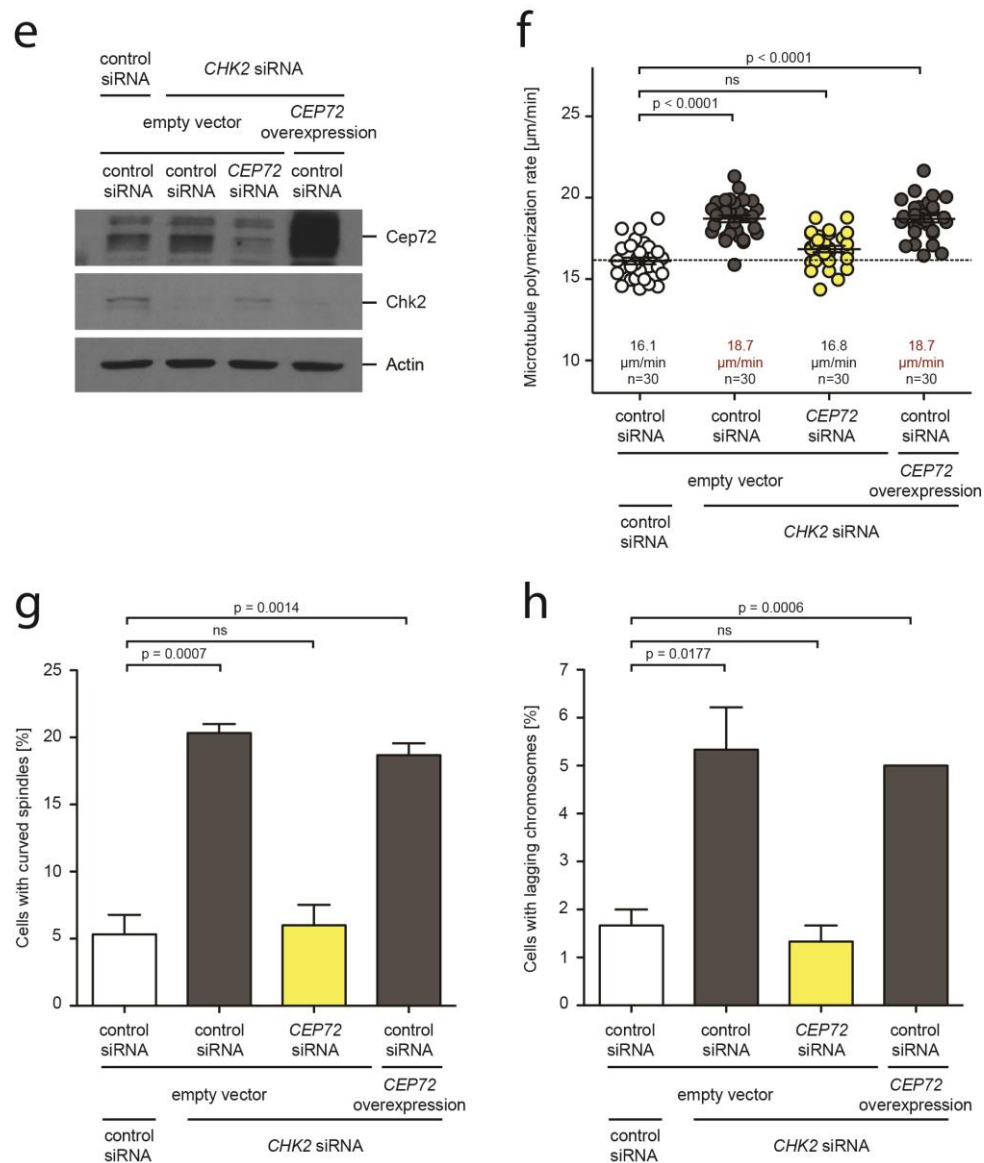 e
control
siRNA
CHK2 siRNA
empty vector
CEP72
overexpression
control
siRNA
control
siRNA
CEP72
siRNA
control
siRNA
Cep72
Chk2
Actin
f
p < 0.0001
ns
p < 0.0001
Microtubule polymerization rate [µm/min]
25
20
15
10
16.1
µm/min
n=30
18.7
µm/min
n=30
16.8
µm/min
n=30
18.7
µm/min
n=30
control
siRNA
control
siRNA
CEP72
siRNA
control
siRNA
empty vector
CEP72
overexpression
control
siRNA
CHK2 siRNA
g
p = 0.0014
ns
p = 0.0007
Cells with curved spindles [%]
25
20
15
10
5
0
control
siRNA
control
siRNA
CEP72
siRNA
control
siRNA
empty vector
CEP72
overexpression
control
siRNA
CHK2 siRNA
h
p = 0.0006
ns
p = 0.0177
Cells with lagging chromosomes [%]
7
6
5
4
3
2
1
0
control
siRNA
control
siRNA
CEP72
siRNA
control
siRNA
empty vector
CEP72
overexpression
control
siRNA
CHK2 siRNA